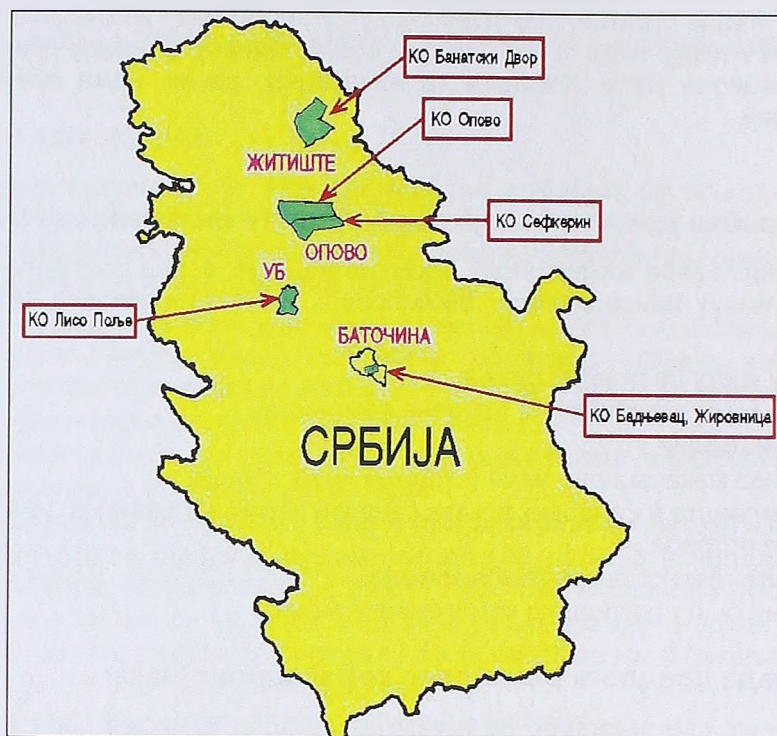 КО Банатски Двор
КО Опово
ЖИТИШТЕ
КО Сефкерин
ОПОВО
УБ
КО Лисо Поље
БАТОЧИНА
КО Бадњевац, Жировница
СРБИЈА